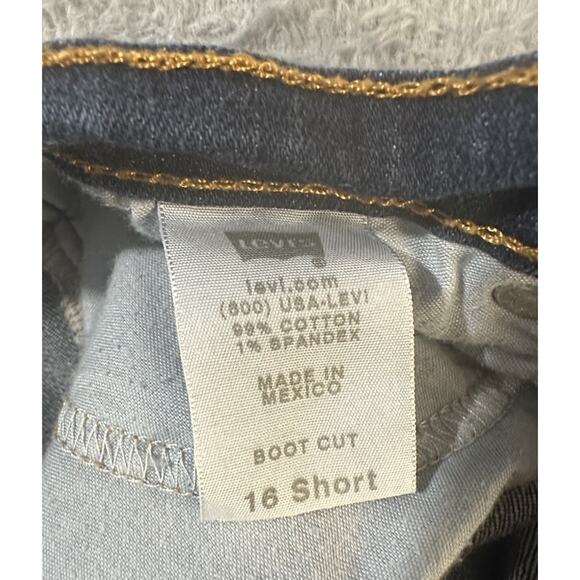 LEVI'S
levi.com
(800) USA-LEVI
99% COTTON
1% SPANDEX
MADE IN
MEXICO
BOOT CUT
16 Short